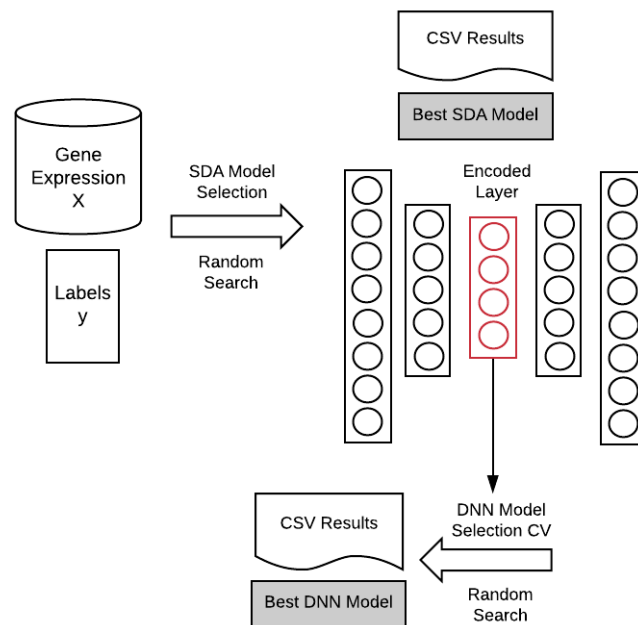 CSV Results
Best SDA Model
Gene
Expression
X
SDA Model
Selection
Encoded
Layer
Random
Search
Labels
y
CSV Results
DNN Model
Selection CV
Best DNN Model
Random
Search